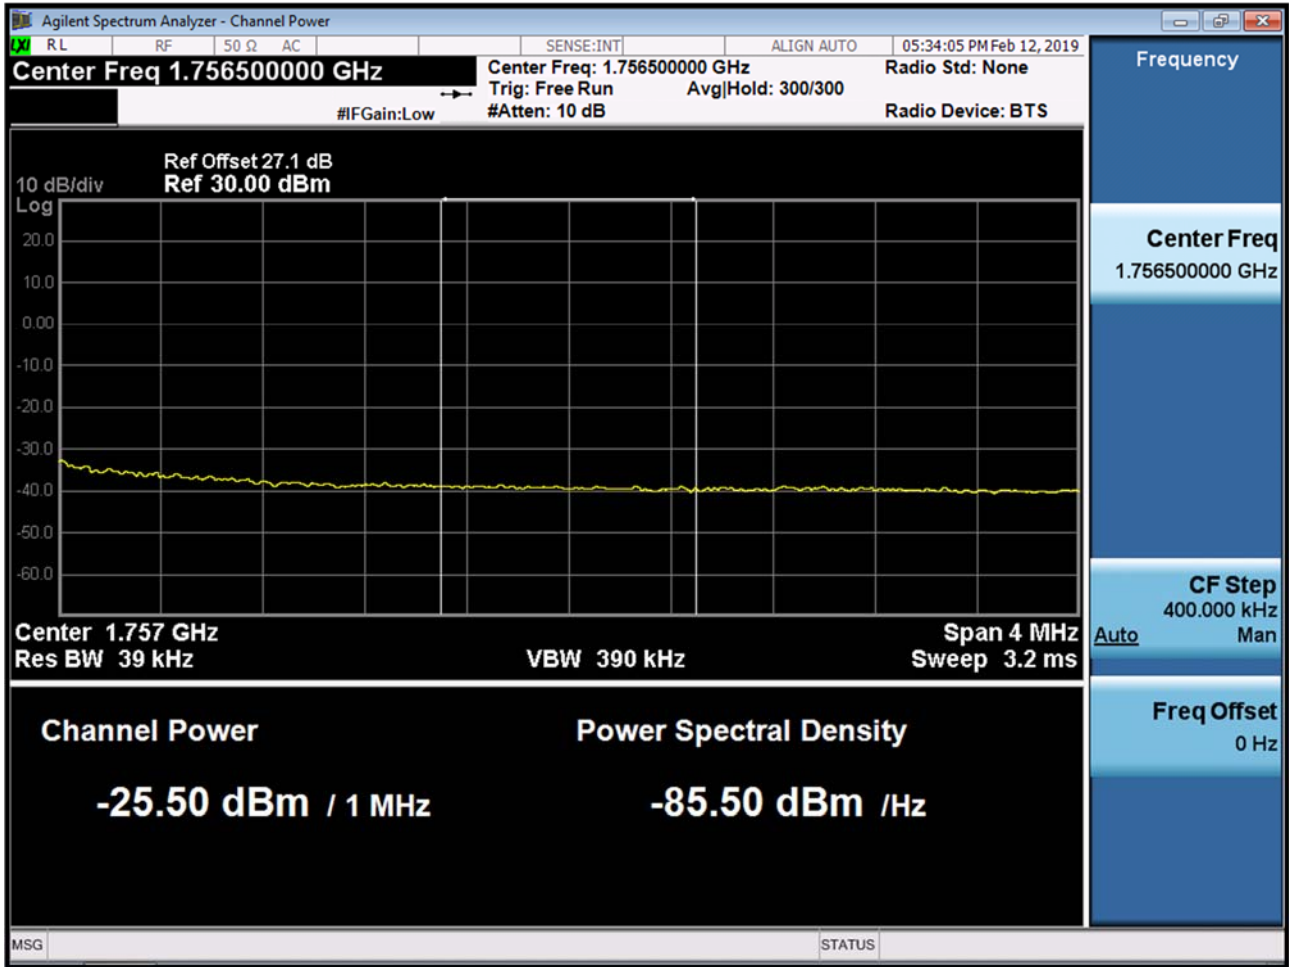 Agilent Spectrum Analyzer - Channel Power
LXI RL RF 50 Ω AC SENSE:INT ALIGN AUTO 05:34:05 PM Feb 12, 2019
Center Freq 1.756500000 GHz
#IFGain:Low
Center Freq: 1.756500000 GHz
Trig: Free Run Avg|Hold: 300/300
#Atten: 10 dB
Radio Std: None
Radio Device: BTS
Ref Offset 27.1 dB
10 dB/div Ref 30.00 dBm
Log
20.0
10.0
0.00
-10.0
-20.0
-30.0
-40.0
-50.0
-60.0
Center 1.757 GHz Span 4 MHz
Res BW 39 kHz VBW 390 kHz Sweep 3.2 ms
Channel Power Power Spectral Density
-25.50 dBm / 1 MHz -85.50 dBm /Hz
MSG STATUS
Frequency
Center Freq
1.756500000 GHz
CF Step
400.000 kHz
Auto Man
Freq Offset
0 Hz